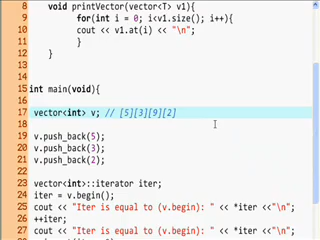 8 void printVector(vector<T> v1){
9 for(int i = 0; i<v1.size(); i++){
10 cout << v1.at(i) << "\n";
11 }
12 }
13
14
15 int main(void){
16
17 vector<int> v; // [5][3][9][2]
18
19 v.push_back(5);
20 v.push_back(3);
21 v.push_back(2);
22
23 vector<int>::iterator iter;
24 iter = v.begin();
25 cout << "Iter is equal to (v.begin): " << *iter <<"\n";
26 ++iter;
27 cout << "Iter is equal to (v.begin): " << *iter <<"\n";